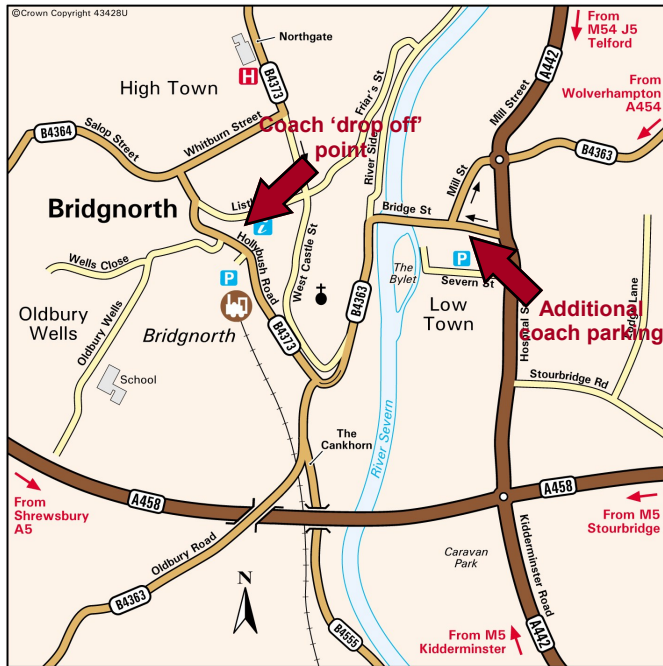 ©Crown Copyright 43428U
Northgate
From
M54 J5
Telford
A442
High Town
H
B4373
From
Wolverhampton
A454
Friar's St
Mill Street
B4364
Salop Street
Whitburn Street
Coach ‘drop off’
point
River Side
B4363
Mill St
List
Bridgnorth
Bridge St
i
Hollybush Road
West Castle St
Wells Close
P
P
The
Bylet
Severn St
B4363
Oldbury
Wells
Oldbury Wells
Bridgnorth
Low
Town
Additional
coach parking
Hospital S
Lodge Lane
B4373
School
Stourbridge Rd
River Severn
The
Cankhorn
From
Shrewsbury
A5
A458
A458
From M5
Stourbridge
Oldbury Road
Caravan
Park
Kidderminster Road
N
B4363
B4555
From M5
Kidderminster
A442